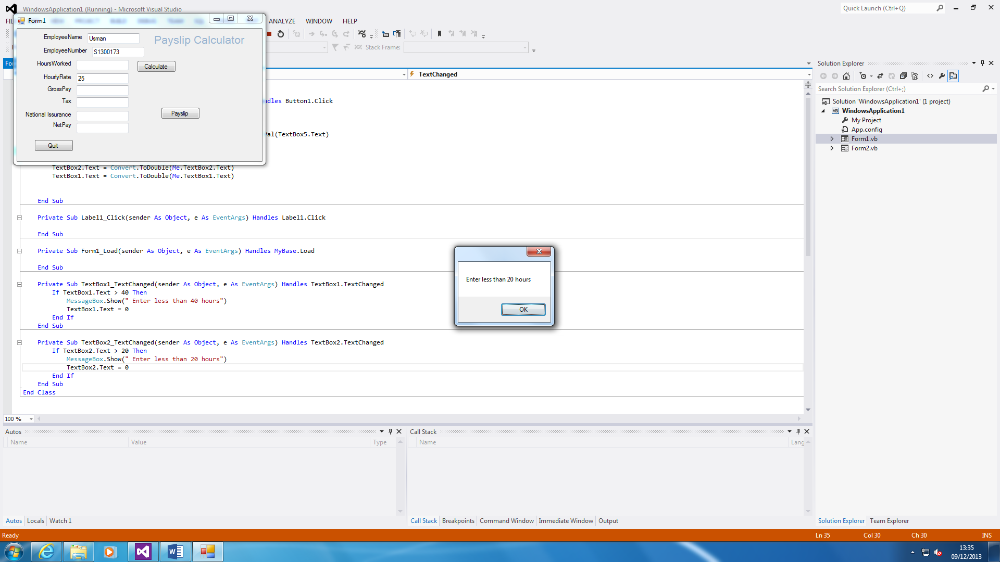 WindowsApplication1 (Running) - Microsoft Visual Studio
Quick Launch (Ctrl+Q)
ANALYZE WINDOW HELP
Form1
EmployeeName Usman
Payslip Calculator
EmployeeNumber S1300173
HoursWorked
Calculate
HourlyRate 25
GrossPay
Tax
National Issurance
Payslip
NetPay
Quit
Stack Frame:
TextChanged
ndles Button1.Click
Val(TextBox5.Text)
TextBox2.Text = Convert.ToDouble(Me.TextBox2.Text)
TextBox1.Text = Convert.ToDouble(Me.TextBox1.Text)
End Sub
Private Sub Label1_Click(sender As Object, e As EventArgs) Handles Label1.Click
End Sub
Private Sub Form1_Load(sender As Object, e As EventArgs) Handles MyBase.Load
End Sub
Private Sub TextBox1_TextChanged(sender As Object, e As EventArgs) Handles TextBox1.TextChanged
If TextBox1.Text > 40 Then
MessageBox.Show(" Enter less than 40 hours")
TextBox1.Text = 0
End If
End Sub
Private Sub TextBox2_TextChanged(sender As Object, e As EventArgs) Handles TextBox2.TextChanged
If TextBox2.Text > 20 Then
MessageBox.Show(" Enter less than 20 hours")
TextBox2.Text = 0
End If
End Sub
End Class
Enter less than 20 hours
OK
100 %
Solution Explorer
Search Solution Explorer (Ctrl+;)
Solution 'WindowsApplication1' (1 project)
WindowsApplication1
My Project
App.config
Form1.vb
Form2.vb
Autos
Name Value Type
Call Stack
Name Lang
Autos Locals Watch 1
Call Stack Breakpoints Command Window Immediate Window Output
Solution Explorer Team Explorer
Ready
Ln 35 Col 30 Ch 30 INS
13:35
09/12/2013